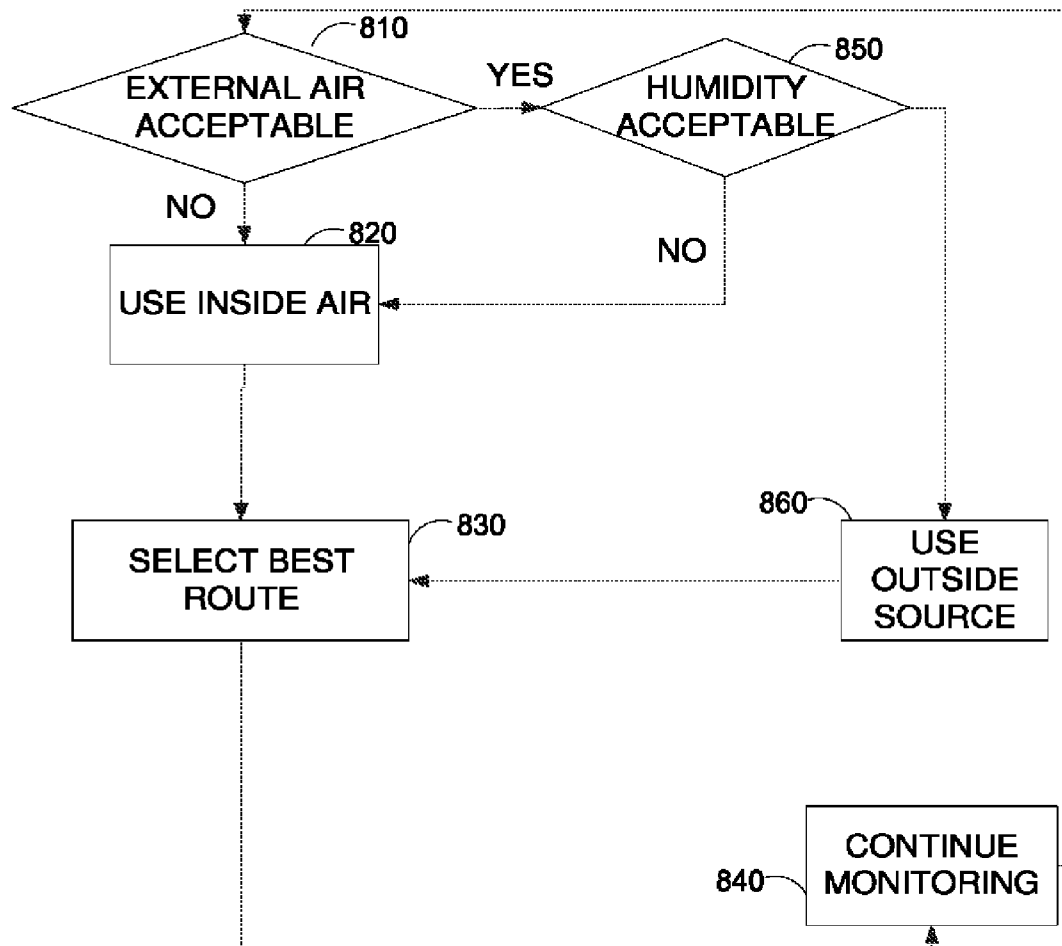 810
EXTERNAL AIR
ACCEPTABLE
YES
850
HUMIDITY
ACCEPTABLE
NO
820
USE INSIDE AIR
NO
830
SELECT BEST
ROUTE
860
USE
OUTSIDE
SOURCE
840
CONTINUE
MONITORING